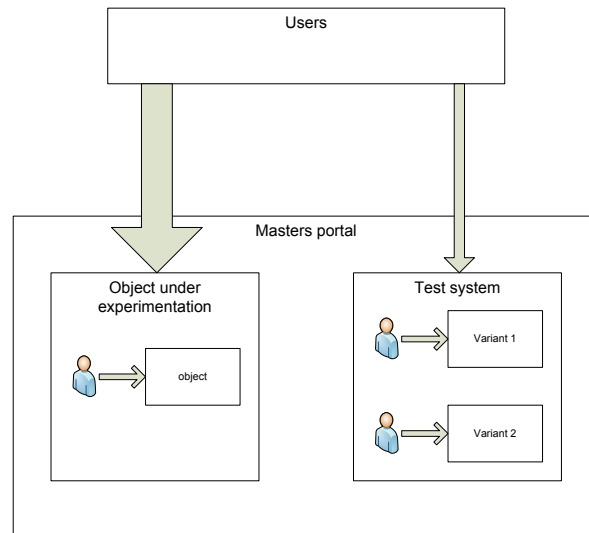 Users
Masters portal
Object under
experimentation
object
Test system
Variant 1
Variant 2